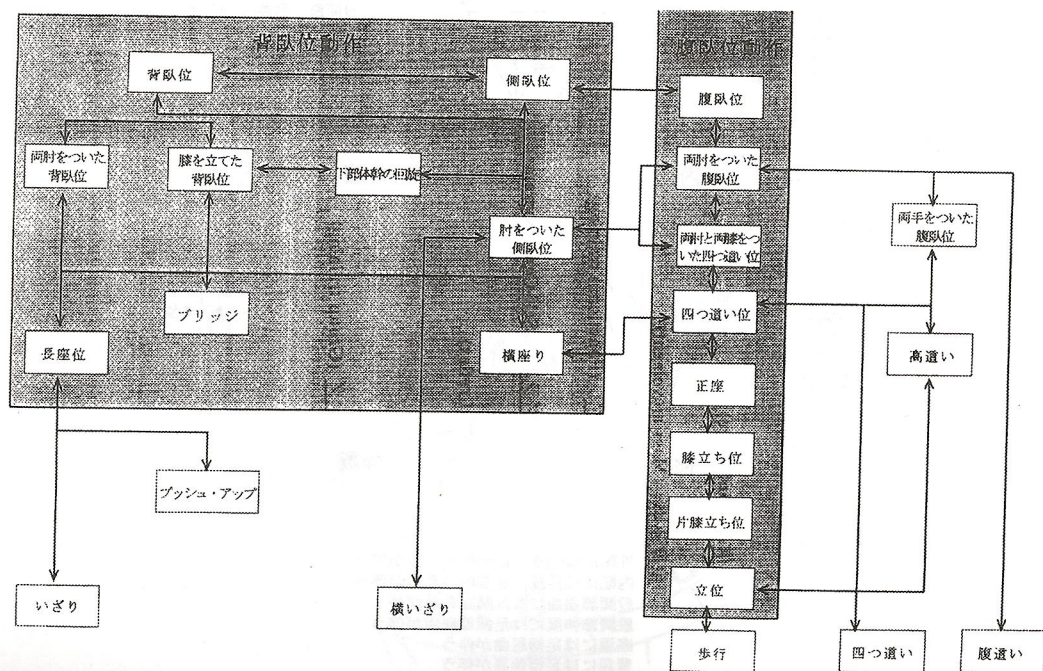 背臥位動作
腹臥位動作
背臥位
側臥位
腹臥位
両肘をついた
背臥位
膝を立てた
背臥位
下部体幹の回旋
両肘をついた
腹臥位
両手をついた
腹臥位
肘をついた
側臥位
両肘と両膝をつ
いた四つ這い位
ブリッジ
四つ這い位
長座位
横座り
高這い
正座
膝立ち位
プッシュ・アップ
片膝立ち位
いざり
横いざり
立位
歩行
四つ這い
腹這い